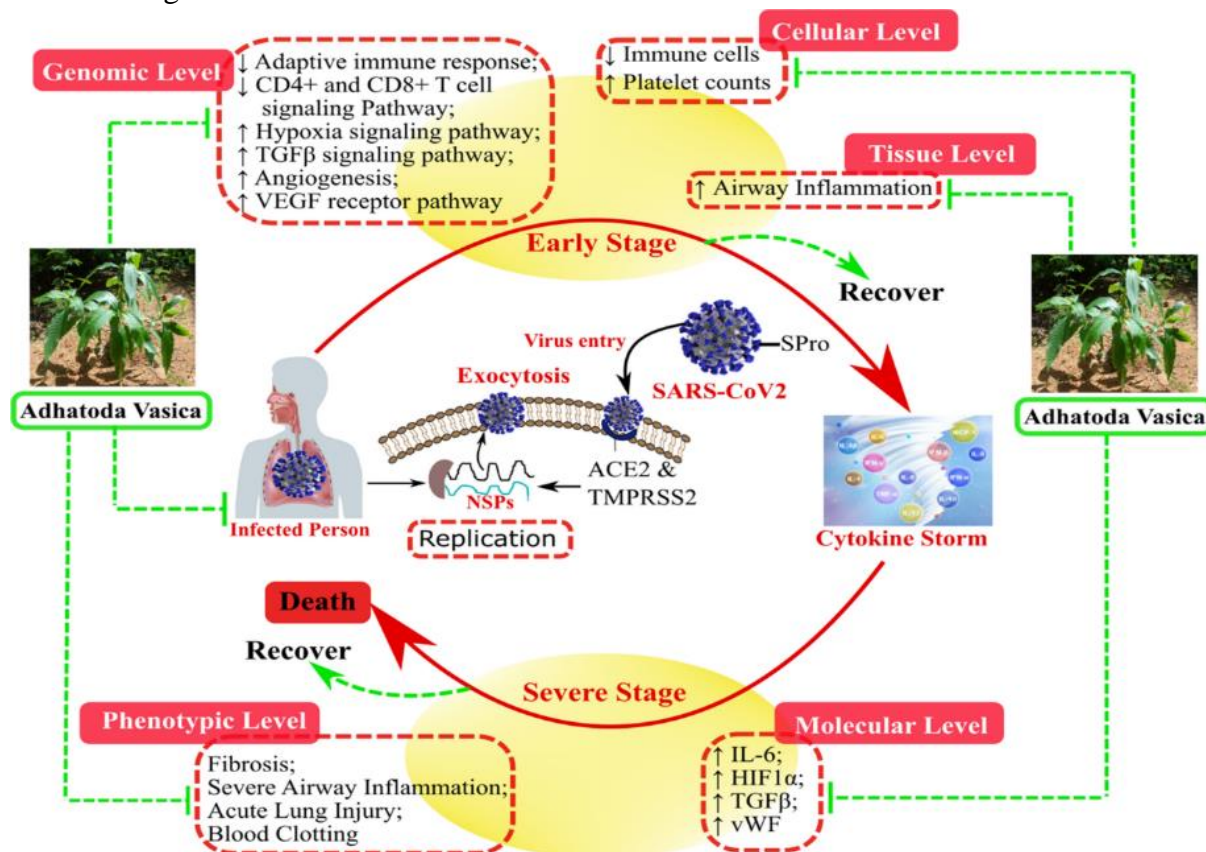 Cellular Level
Genomic Level
↓ Adaptive immune response;
↓ CD4+ and CD8+ T cell
signaling Pathway;
↑ Hypoxia signaling pathway;
↑ TGFβ signaling pathway;
↑ Angiogenesis;
↑ VEGF receptor pathway
↓ Immune cells
↑ Platelet counts
Tissue Level
↑ Airway Inflammation
Early Stage
Recover
Virus entry
SPro
SARS-CoV2
Exocytosis
Adhatoda Vasica
Adhatoda Vasica
ACE2 &
TMPRSS2
NSPs
Infected Person
Replication
Cytokine Storm
Death
Recover
Severe Stage
Phenotypic Level
Fibrosis;
Severe Airway Inflammation;
Acute Lung Injury;
Blood Clotting
Molecular Level
↑ IL-6;
↑ HIF1α;
↑ TGFβ;
↑ vWF